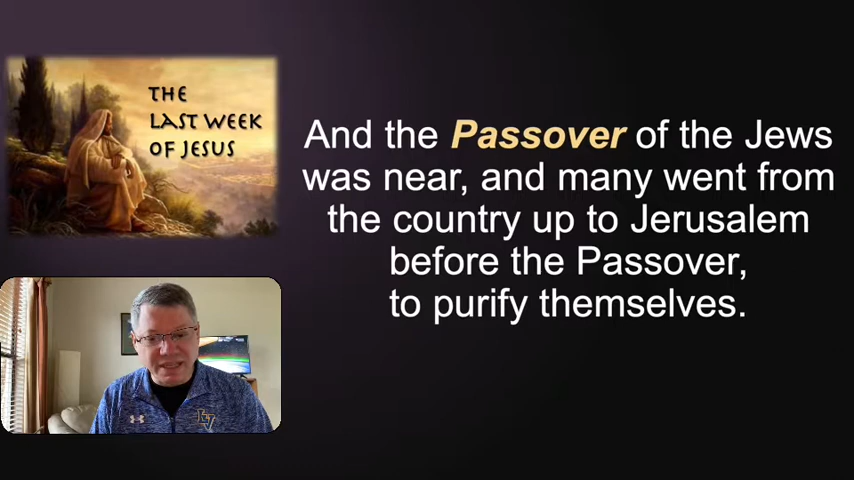 THE
LAST WEEK
OF JESUS
And the Passover of the Jews
was near, and many went from
the country up to Jerusalem
before the Passover,
to purify themselves.
LV